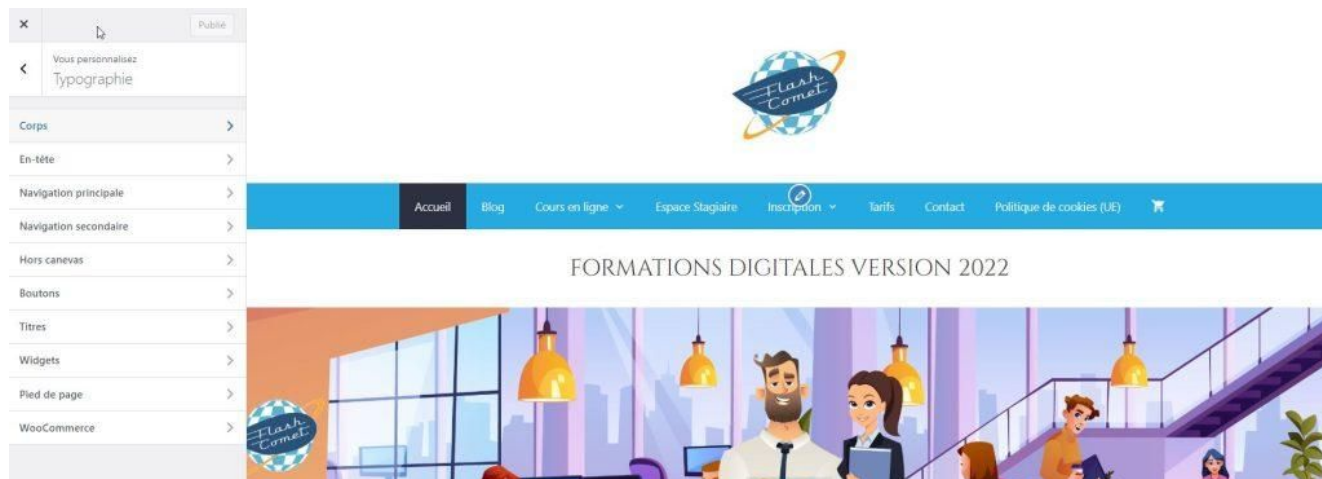 Publié
Vous personnalisez
Typographie
Corps
En-tête
Navigation principale
Navigation secondaire
Hors canevas
Boutons
Titres
Widgets
Pied de page
WooCommerce
Flash
Comet
Accueil Blog Cours en ligne Espace Stagiaire Inscription Tarifs Contact Politique de cookies (UE)
FORMATIONS DIGITALES VERSION 2022
Flash
Comet